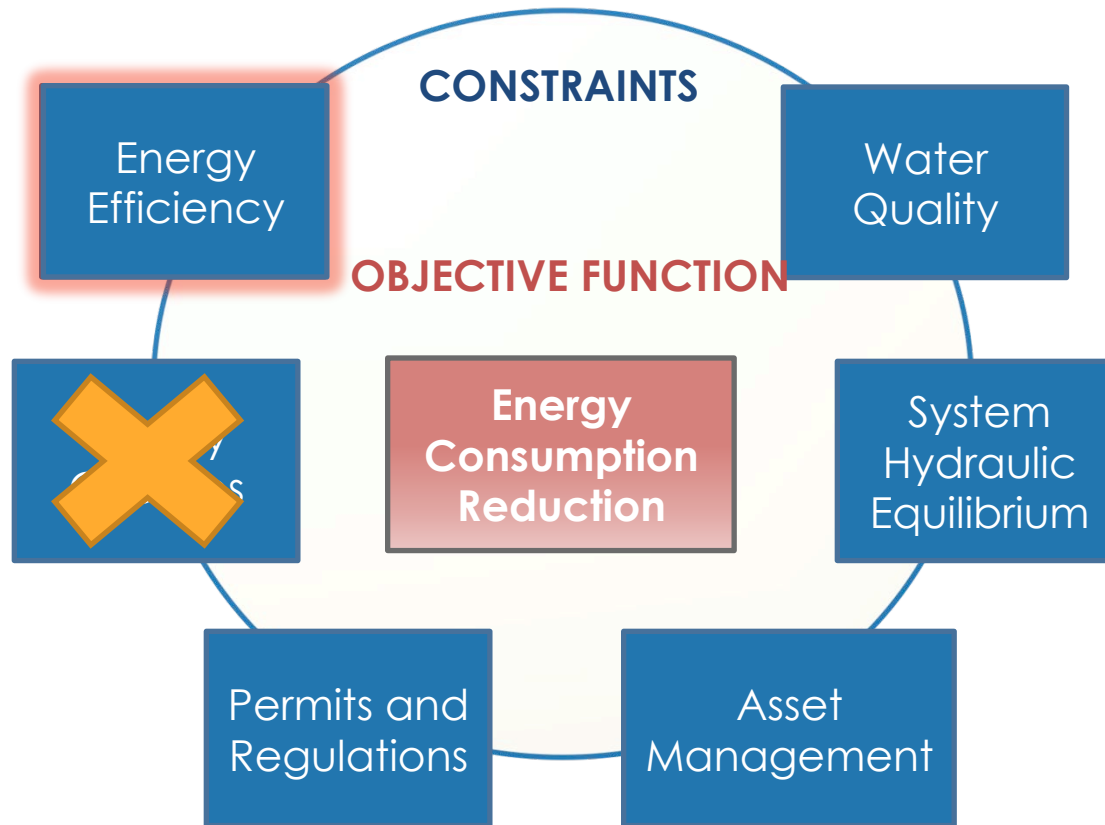 CONSTRAINTS
Energy
Efficiency
Water
Quality
OBJECTIVE FUNCTION
Energy
Consumption
Reduction
System
Hydraulic
Equilibrium
Permits and
Regulations
Asset
Management